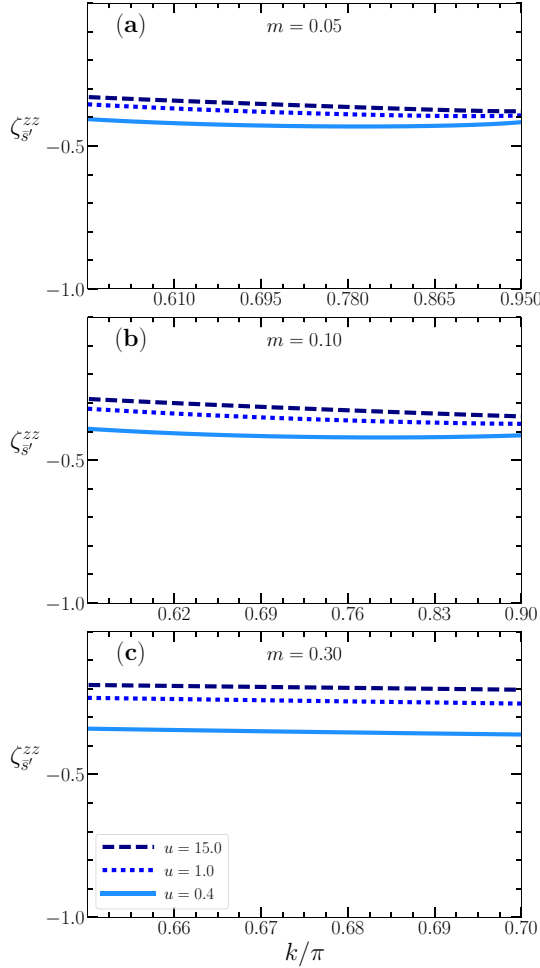 (a) m = 0.05
ζ^{zz}_{s̄′}
−0.5
−1.0
0.610 0.695 0.780 0.865 0.950
(b) m = 0.10
ζ^{zz}_{s̄′}
−0.5
−1.0
0.62 0.69 0.76 0.83 0.90
(c) m = 0.30
ζ^{zz}_{s̄′}
−0.5
u = 15.0
u = 1.0
u = 0.4
−1.0
0.66 0.67 0.68 0.69 0.70
k/π